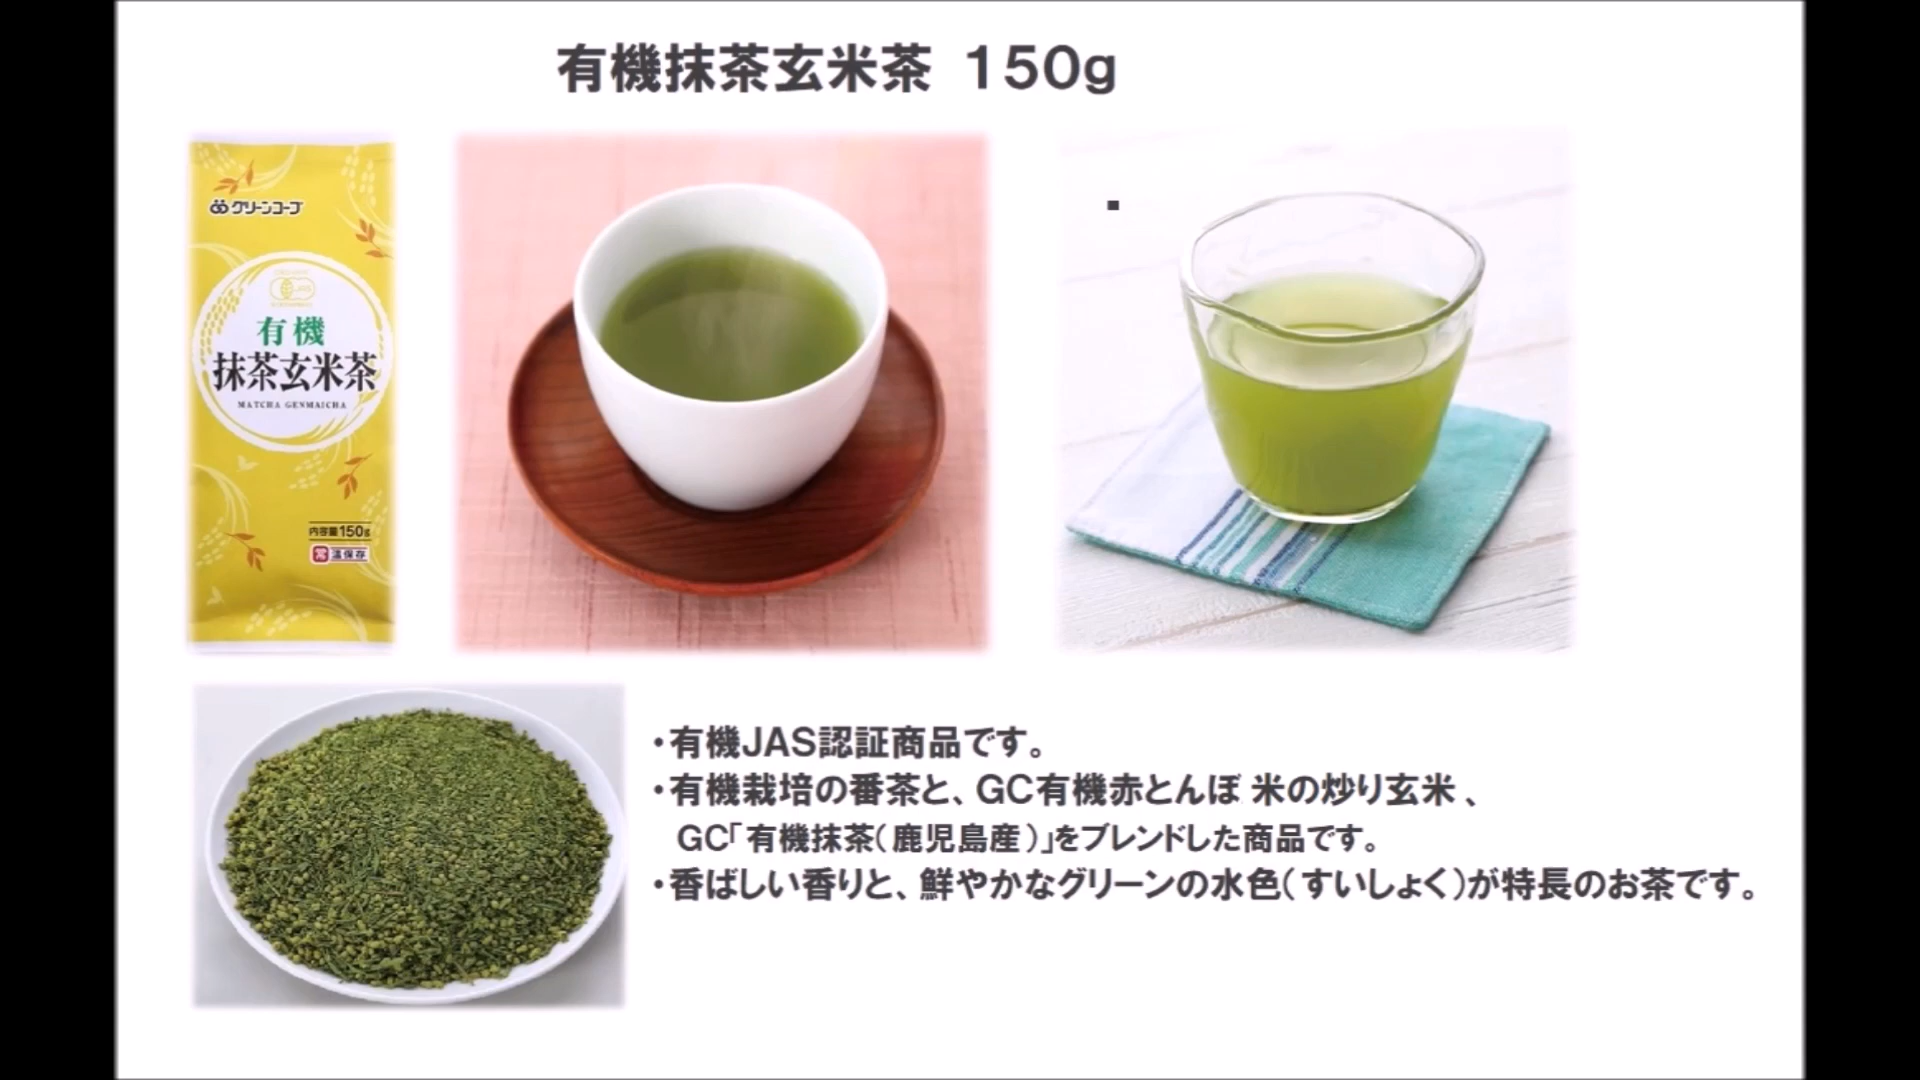 有機抹茶玄米茶 150g
グリーンコープ
有機
抹茶玄米茶
MATCHA GENMAICHA
内容量150g
常温保存
・有機JAS認証商品です。
・有機栽培の番茶と、GC有機赤とんぼ 米の炒り玄米 、
GC「有機抹茶(鹿児島産)」をブレンドした商品です。
・香ばしい香りと、鮮やかなグリーンの水色(すいしょく)が特長のお茶です。